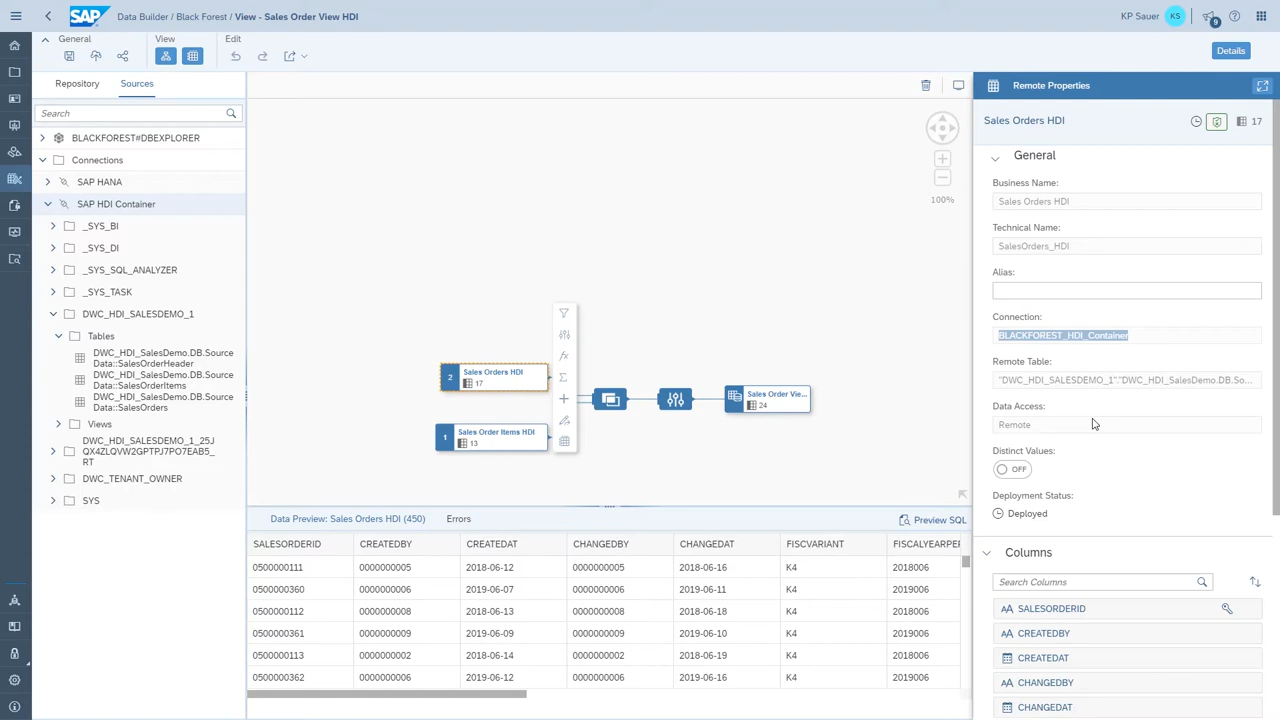 SAP
Data Builder / Black Forest / View - Sales Order View HDI
KP Sauer
KS
9
General
View
Edit
Details
Repository
Sources
Search
BLACKFOREST#DBEXPLORER
Connections
SAP HANA
SAP HDI Container
_SYS_BI
_SYS_DI
_SYS_SQL_ANALYZER
_SYS_TASK
DWC_HDI_SALESDEMO_1
Tables
DWC_HDI_SalesDemo.DB.Source
Data::SalesOrderHeader
DWC_HDI_SalesDemo.DB.Source
Data::SalesOrderItems
DWC_HDI_SalesDemo.DB.Source
Data::SalesOrders
Views
DWC_HDI_SALESDEMO_1_25J
QX4ZLQVW2GPTPJ7PO7EAB5_
RT
DWC_TENANT_OWNER
SYS
100%
2
Sales Orders HDI
17
1
Sales Order Items HDI
13
fx
Sales Order Vie...
24
Data Preview: Sales Orders HDI (450)
Errors
Preview SQL
SALESORDERID CREATEDBY CREATEDAT CHANGEDBY CHANGEDAT FISCVARIANT FISCALYEARPER
0500000111 0000000005 2018-06-12 0000000005 2018-06-16 K4 2018006
0500000360 0000000006 2019-06-07 0000000006 2019-06-11 K4 2019006
0500000112 0000000008 2018-06-13 0000000008 2018-06-18 K4 2018006
0500000361 0000000009 2019-06-09 0000000009 2019-06-10 K4 2019006
0500000113 0000000002 2018-06-14 0000000002 2018-06-19 K4 2018006
0500000362 0000000006 2019-06-12 0000000006 2019-06-16 K4 2019006
Remote Properties
Sales Orders HDI
17
General
Business Name:
Sales Orders HDI
Technical Name:
SalesOrders_HDI
Alias:
Connection:
BLACKFOREST_HDI_Container
Remote Table:
"DWC_HDI_SALESDEMO_1"."DWC_HDI_SalesDemo.DB.So...
Data Access:
Remote
Distinct Values:
OFF
Deployment Status:
Deployed
Columns
Search Columns
SALESORDERID
CREATEDBY
CREATEDAT
CHANGEDBY
CHANGEDAT